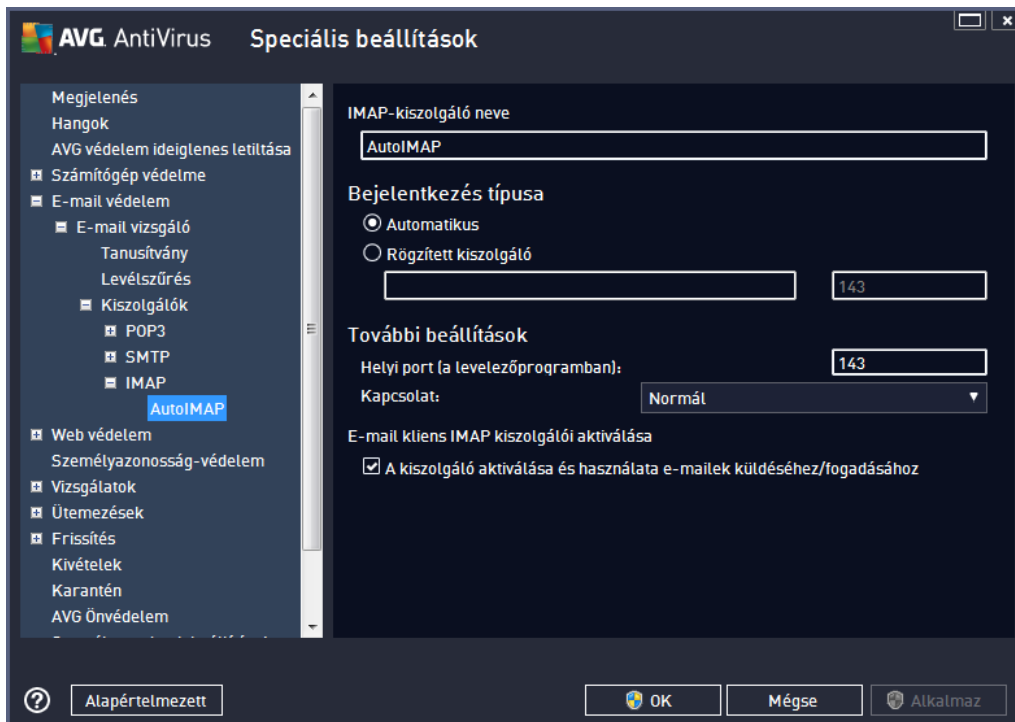 AVG AntiVirus Speciális beállítások
Megjelenés
Hangok
AVG védelem ideiglenes letiltása
Számítógép védelme
E-mail védelem
E-mail vizsgáló
Tanusítvány
Levélszűrés
Kiszolgálók
POP3
SMTP
IMAP
AutoIMAP
Web védelem
Személyazonosság-védelem
Vizsgálatok
Ütemezések
Frissítés
Kivételek
Karantén
AVG Önvédelem
IMAP-kiszolgáló neve
AutoIMAP
Bejelentkezés típusa
Automatikus
Rögzített kiszolgáló
143
További beállítások
Helyi port (a levelezőprogramban): 143
Kapcsolat: Normál
E-mail kliens IMAP kiszolgálói aktiválása
A kiszolgáló aktiválása és használata e-mailek küldéséhez/fogadásához
Alapértelmezett OK Mégse Alkalmaz